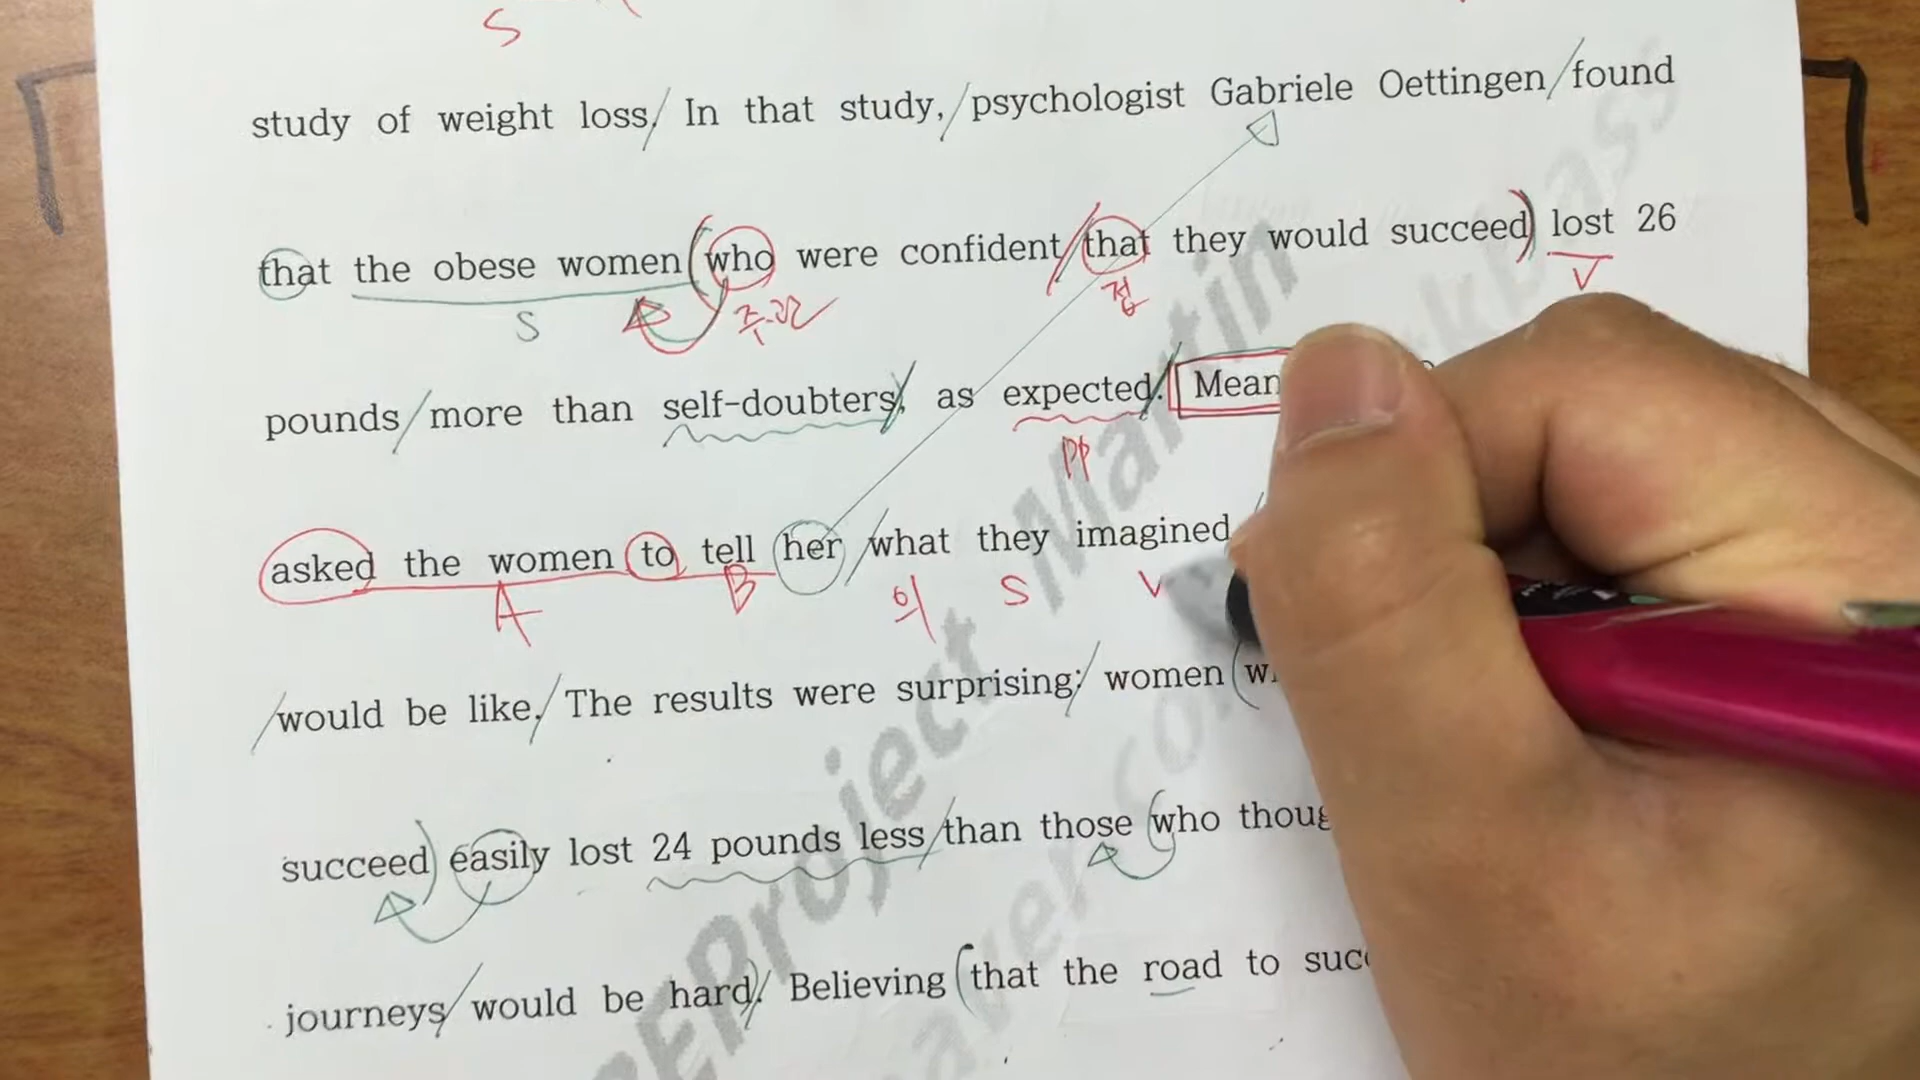 S
study of weight loss. In that study, psychologist Gabriele Oettingen found
that the obese women who were confident that they would succeed lost 26
S 주.관 접 V
pounds more than self-doubters, as expected.
PP
asked the women to tell her what they imagined
A B 의 S V
would be like. The results were surprising; women
succeed easily lost 24 pounds less than those who
journeys would be hard. Believing that the road to
EProject Martin